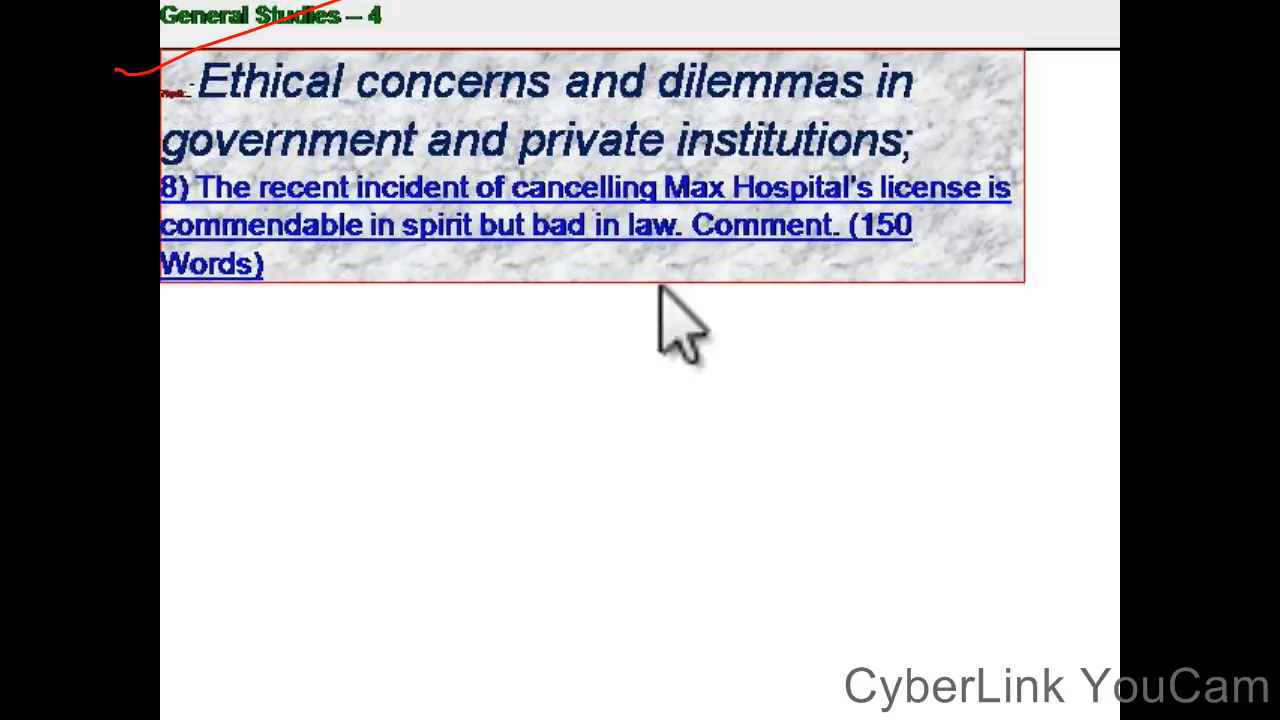 General Studies – 4
Ethical concerns and dilemmas in
government and private institutions;
8) The recent incident of cancelling Max Hospital's license is
commendable in spirit but bad in law. Comment. (150
Words)
CyberLink YouCam